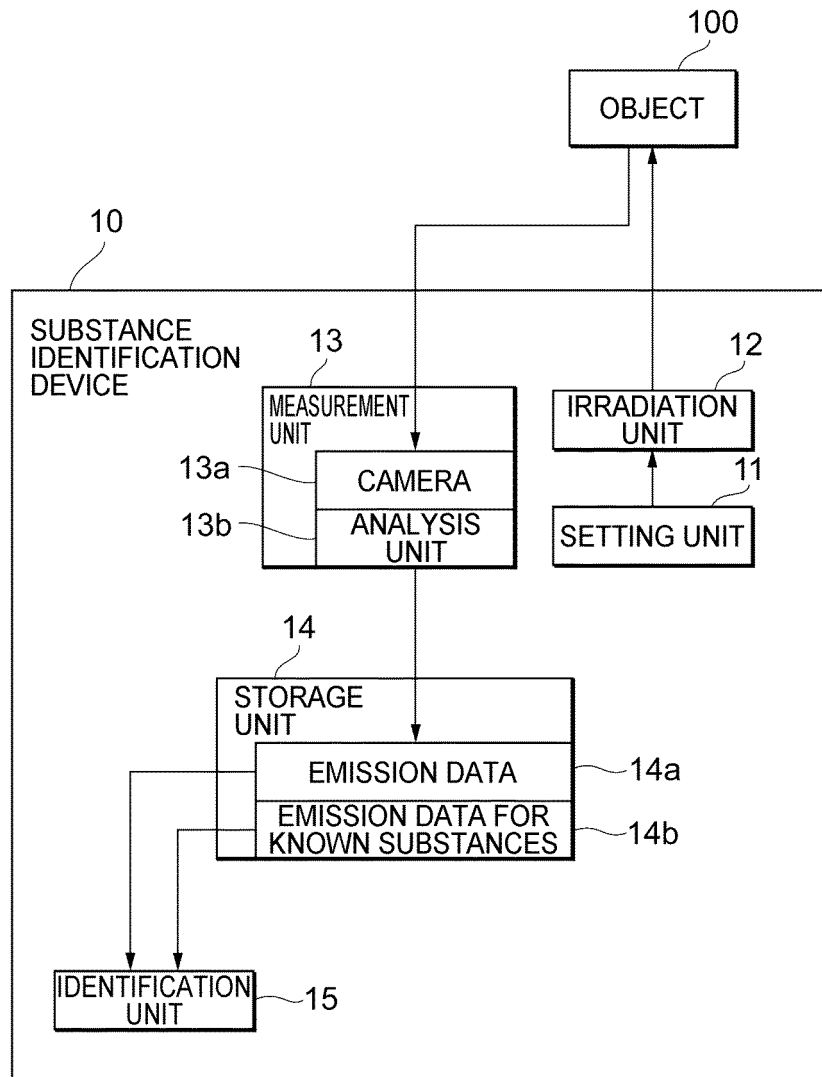 100
OBJECT
10
SUBSTANCE
IDENTIFICATION
DEVICE
13
MEASUREMENT
UNIT
12
IRRADIATION
UNIT
13a
CAMERA
11
13b
ANALYSIS
UNIT
SETTING UNIT
14
STORAGE
UNIT
EMISSION DATA
14a
EMISSION DATA FOR
KNOWN SUBSTANCES
14b
IDENTIFICATION
UNIT
15